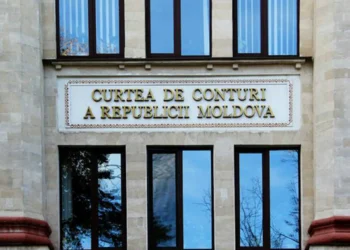 CURTEA DE CONTURI
A REPUBLICII MOLDOVA